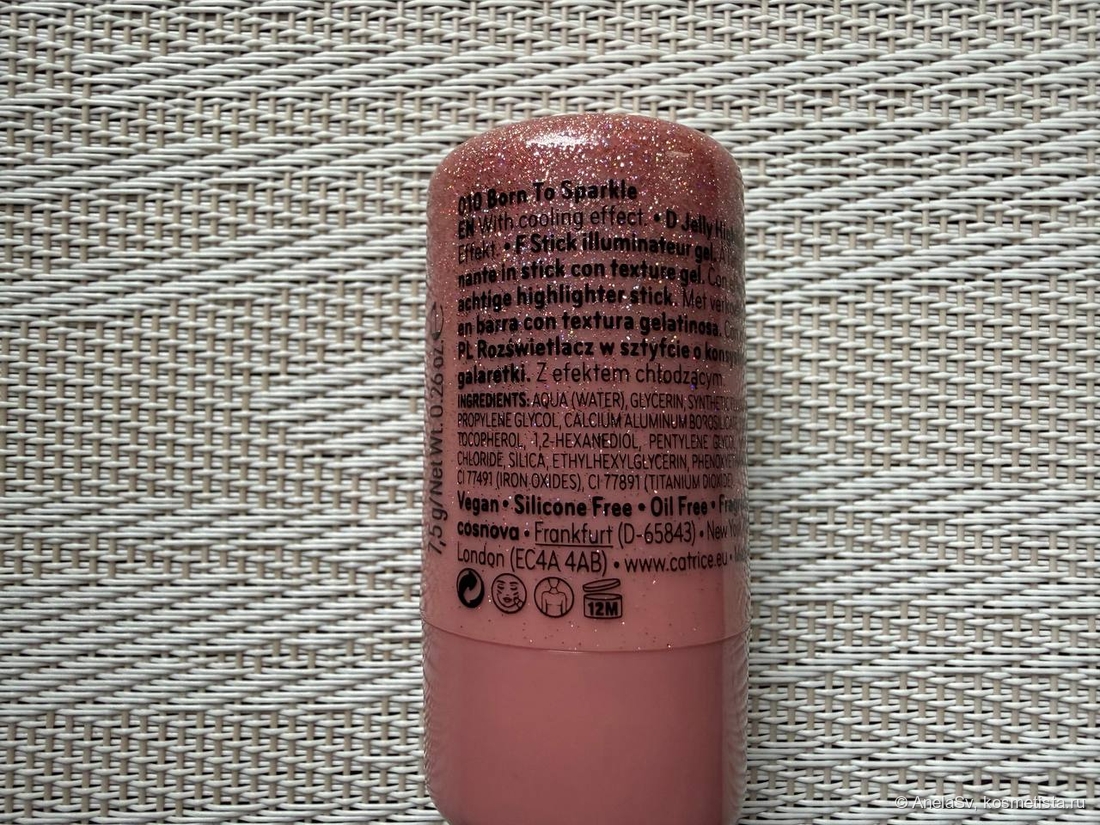 010 Born To Sparkle
EN With cooling effect. • D Jelly
Effekt. • F Stick illuminateur gel.
nante in stick con texture gel.
achtige highlighter stick. Met
en barra con textura gelatinosa.
PL Rozświetlacz w sztyfcie o
galaretki. Z efektem chłodzącym.
INGREDIENTS: AQUA (WATER), GLYCERIN,
PROPYLENE GLYCOL, CALCIUM ALUMINUM
TOCOPHEROL, 1,2-HEXANEDIOL, PENTYLENE
CHLORIDE, SILICA, ETHYLHEXYLGLYCERIN,
CI 77491 (IRON OXIDES), CI 77891 (TITANIUM
Vegan • Silicone Free • Oil Free •
cosnova • Frankfurt (D-65843) • New
London (EC4A 4AB) • www.catrice.eu •
12M
7,5 g/Net Wt. 0.26 oz. e
© AnelaSv, kosmetista.ru